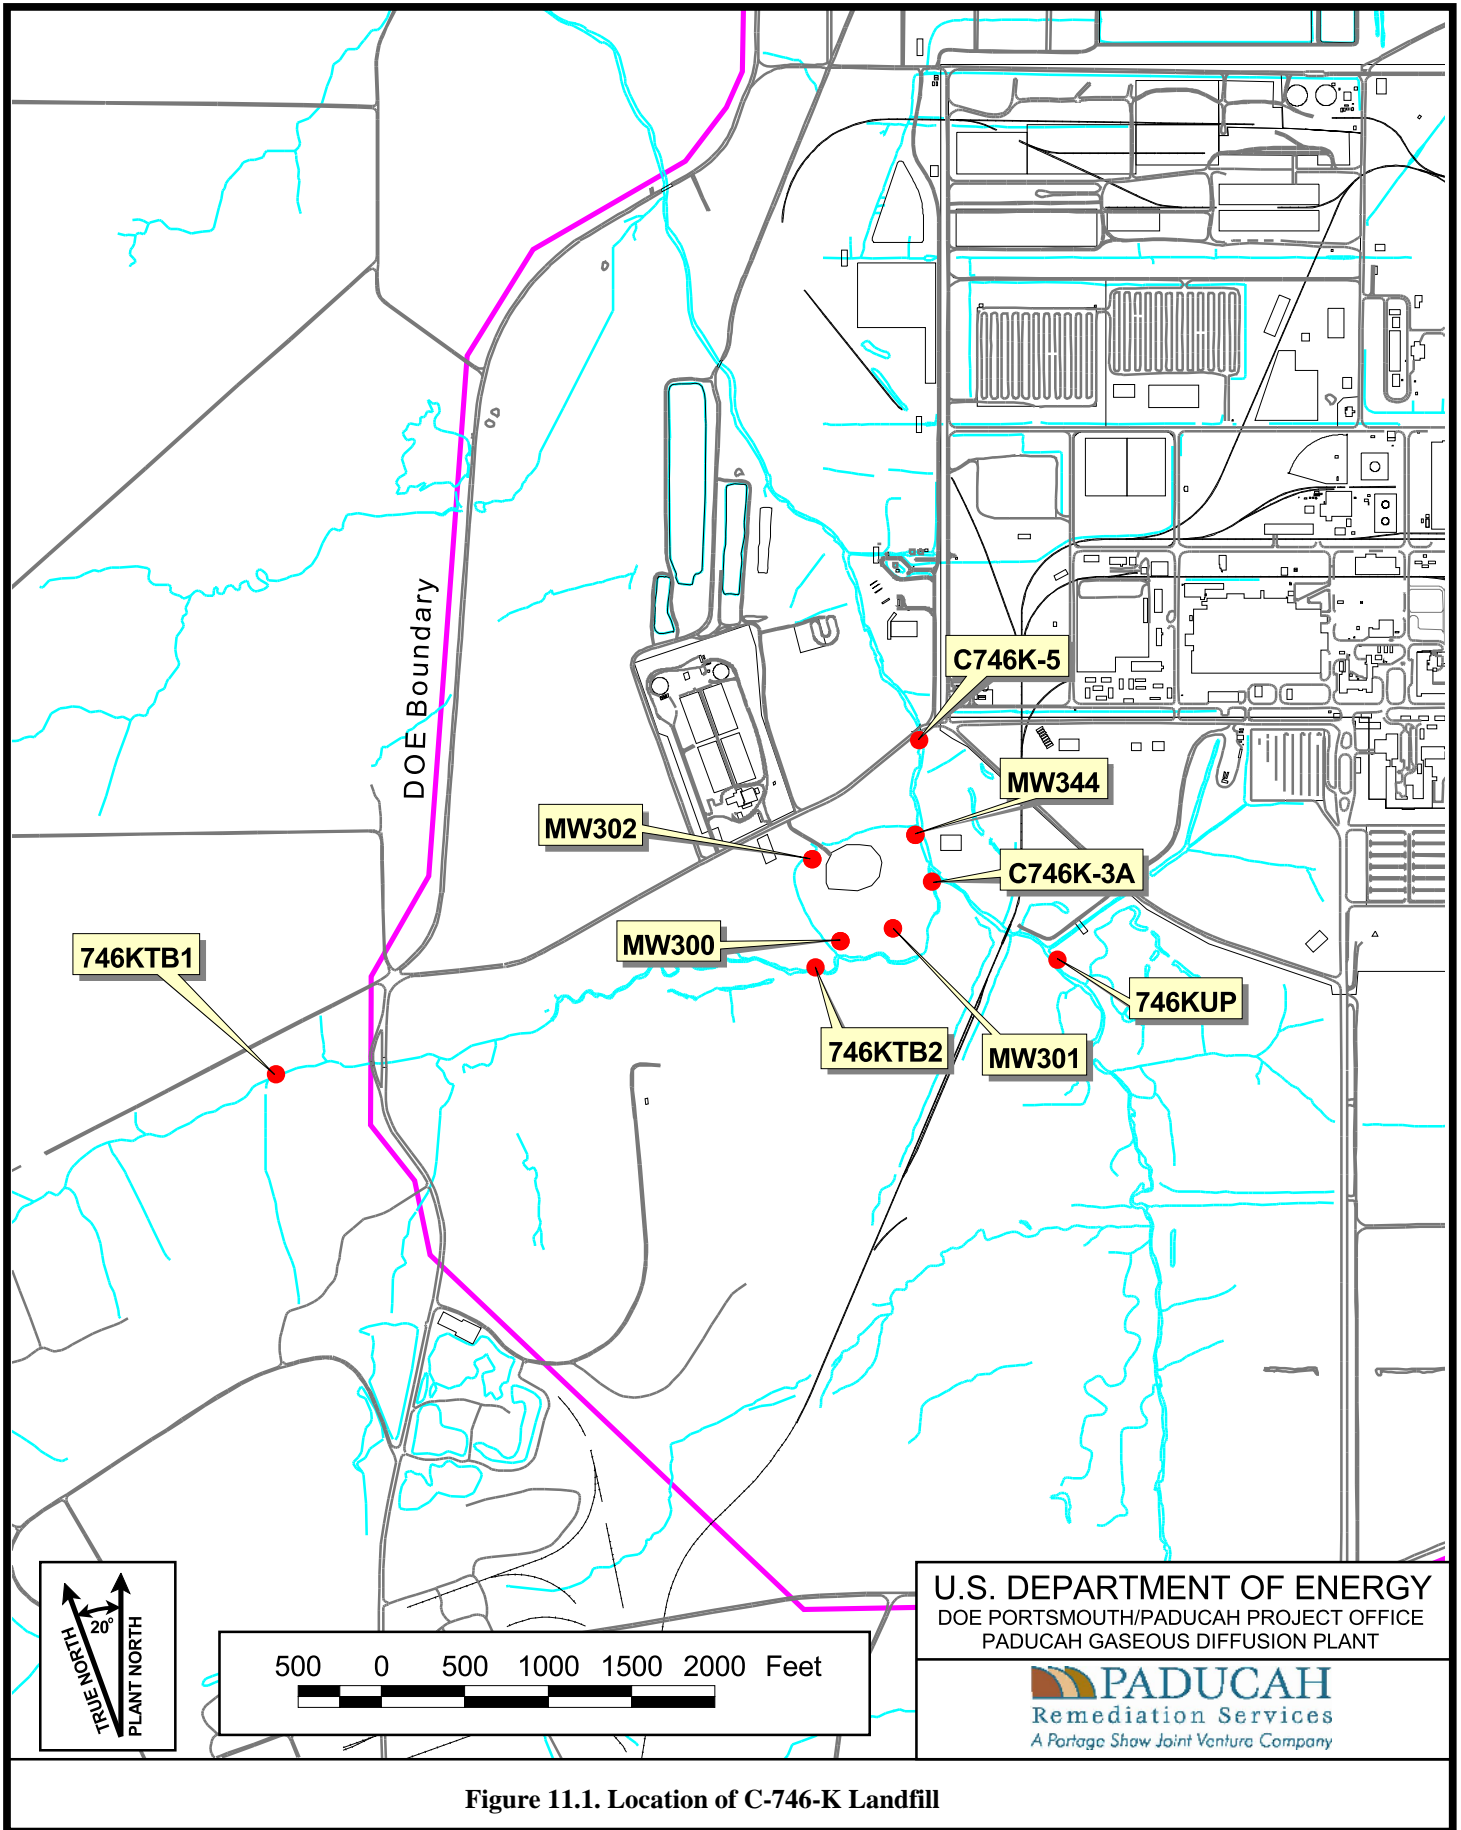 DOE Boundary
C746K-5
MW344
MW302
C746K-3A
MW300
746KTB1
746KUP
746KTB2
MW301
20°
TRUE NORTH
PLANT NORTH
500 0 500 1000 1500 2000 Feet
U.S. DEPARTMENT OF ENERGY
DOE PORTSMOUTH/PADUCAH PROJECT OFFICE
PADUCAH GASEOUS DIFFUSION PLANT
PADUCAH
Remediation Services
A Portage Shaw Joint Venture Company
Figure 11.1. Location of C-746-K Landfill